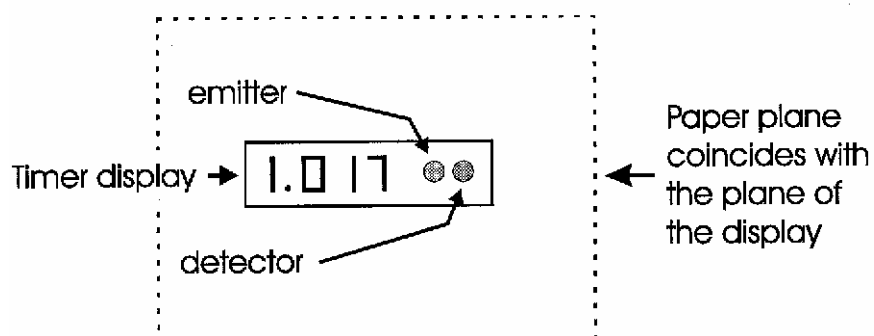 emitter
Timer display
1.017
detector
Paper plane
coincides with
the plane of
the display